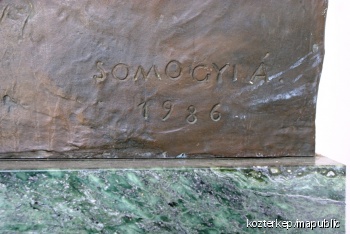 SOMOGYI A.
1986
kozterkep/mapublic